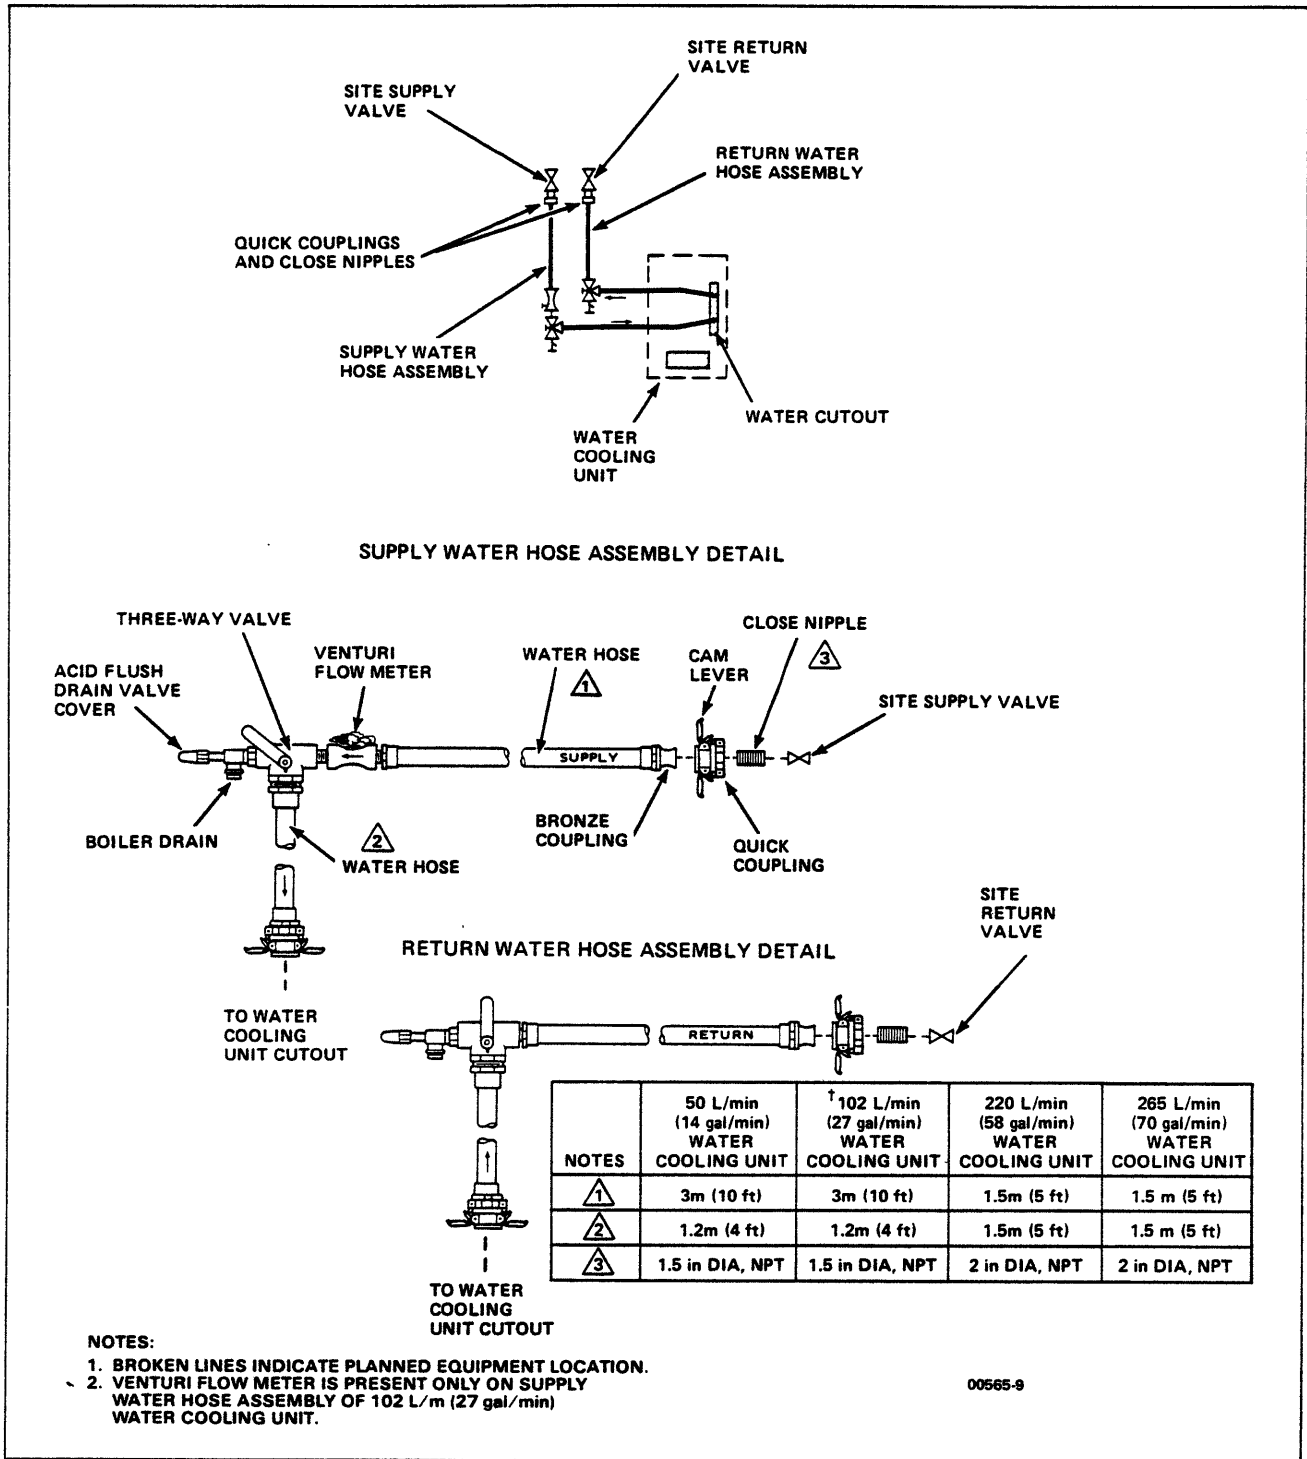 SITE RETURN
VALVE
SITE SUPPLY
VALVE
RETURN WATER
HOSE ASSEMBLY
QUICK COUPLINGS
AND CLOSE NIPPLES
SUPPLY WATER
HOSE ASSEMBLY
WATER CUTOUT
WATER
COOLING
UNIT
SUPPLY WATER HOSE ASSEMBLY DETAIL
THREE-WAY VALVE
CLOSE NIPPLE
3
VENTURI
FLOW METER
WATER HOSE
1
CAM
LEVER
ACID FLUSH
DRAIN VALVE
COVER
SITE SUPPLY VALVE
SUPPLY
BOILER DRAIN
2
WATER HOSE
BRONZE
COUPLING
QUICK
COUPLING
SITE
RETURN
VALVE
RETURN WATER HOSE ASSEMBLY DETAIL
TO WATER
COOLING
UNIT CUTOUT
RETURN
NOTES
50 L/min
(14 gal/min)
WATER
COOLING UNIT
†102 L/min
(27 gal/min)
WATER
COOLING UNIT
220 L/min
(58 gal/min)
WATER
COOLING UNIT
265 L/min
(70 gal/min)
WATER
COOLING UNIT
1 3m (10 ft) 3m (10 ft) 1.5m (5 ft) 1.5 m (5 ft)
2 1.2m (4 ft) 1.2m (4 ft) 1.5m (5 ft) 1.5 m (5 ft)
3 1.5 in DIA, NPT 1.5 in DIA, NPT 2 in DIA, NPT 2 in DIA, NPT
TO WATER
COOLING
UNIT CUTOUT
NOTES:
1. BROKEN LINES INDICATE PLANNED EQUIPMENT LOCATION.
2. VENTURI FLOW METER IS PRESENT ONLY ON SUPPLY
WATER HOSE ASSEMBLY OF 102 L/m (27 gal/min)
WATER COOLING UNIT.
00565-9